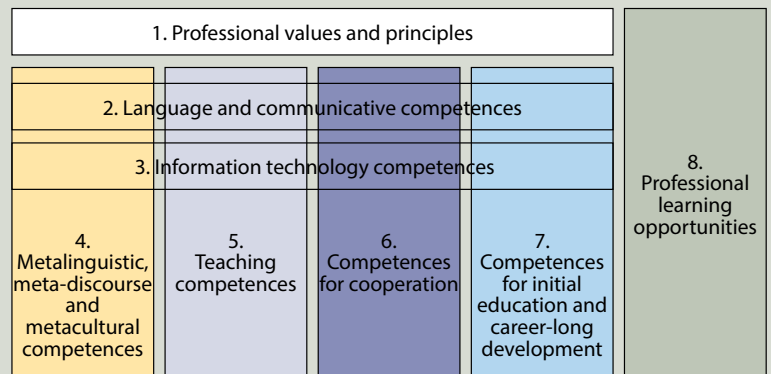 1. Professional values and principles
2. Language and communicative competences
3. Information technology competences
4.
Metalinguistic,
meta-discourse
and
metacultural
competences
5.
Teaching
competences
6.
Competences
for cooperation
7.
Competences
for initial
education and
career-long
development
8.
Professional
learning
opportunities